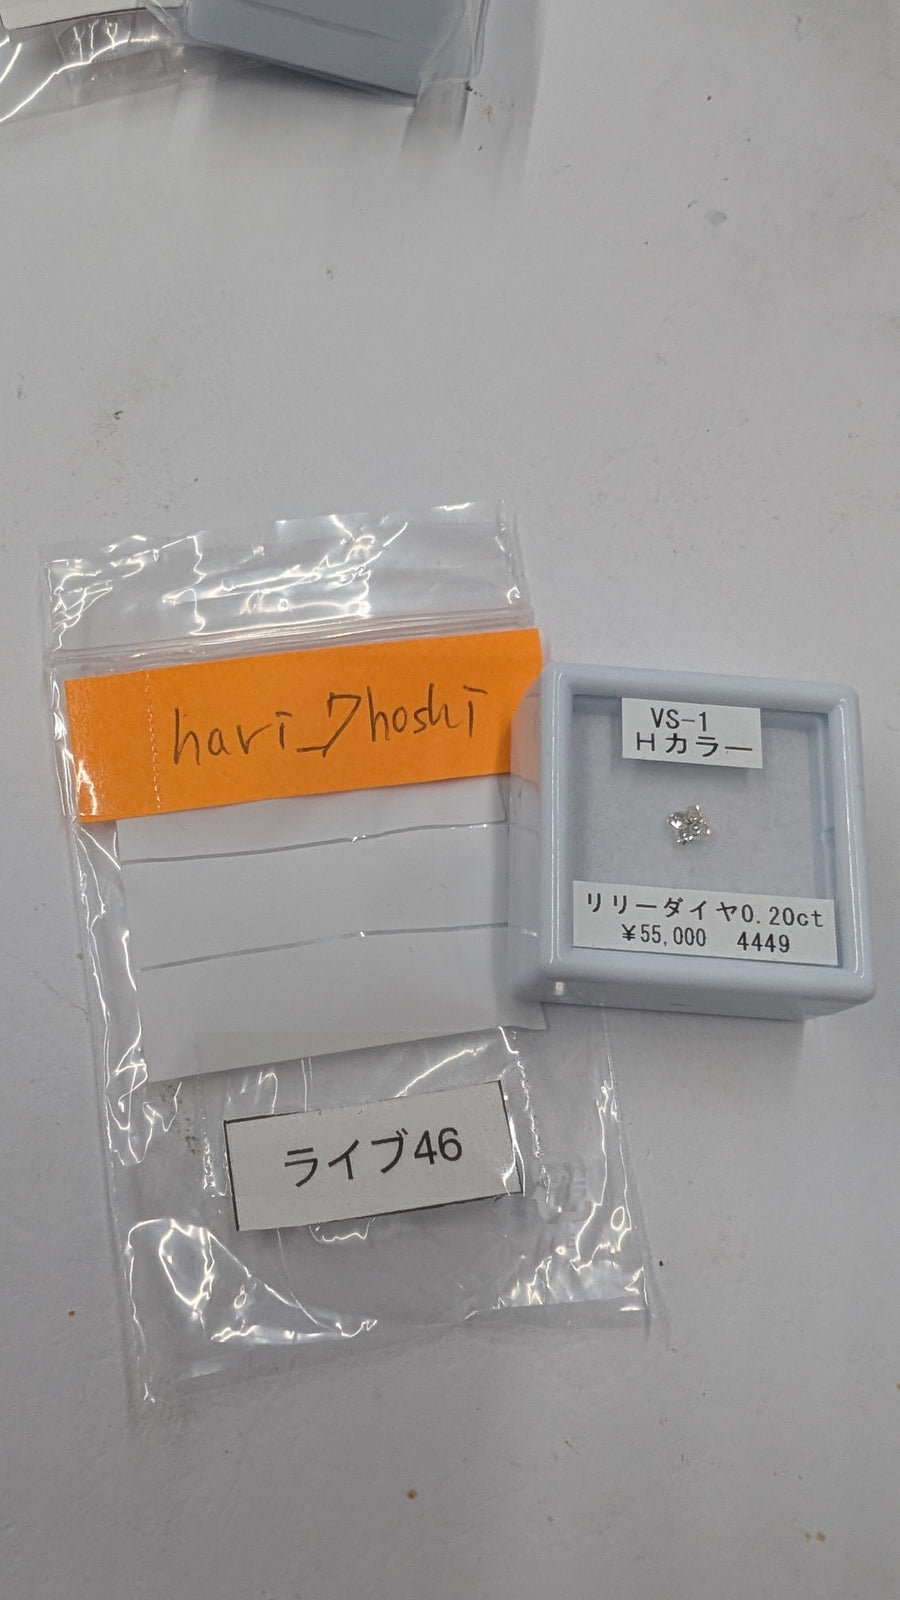 hari_7hoshi
VS-1
Hカラー
リリーダイヤ0.20ct
¥55,000 4449
ライブ46